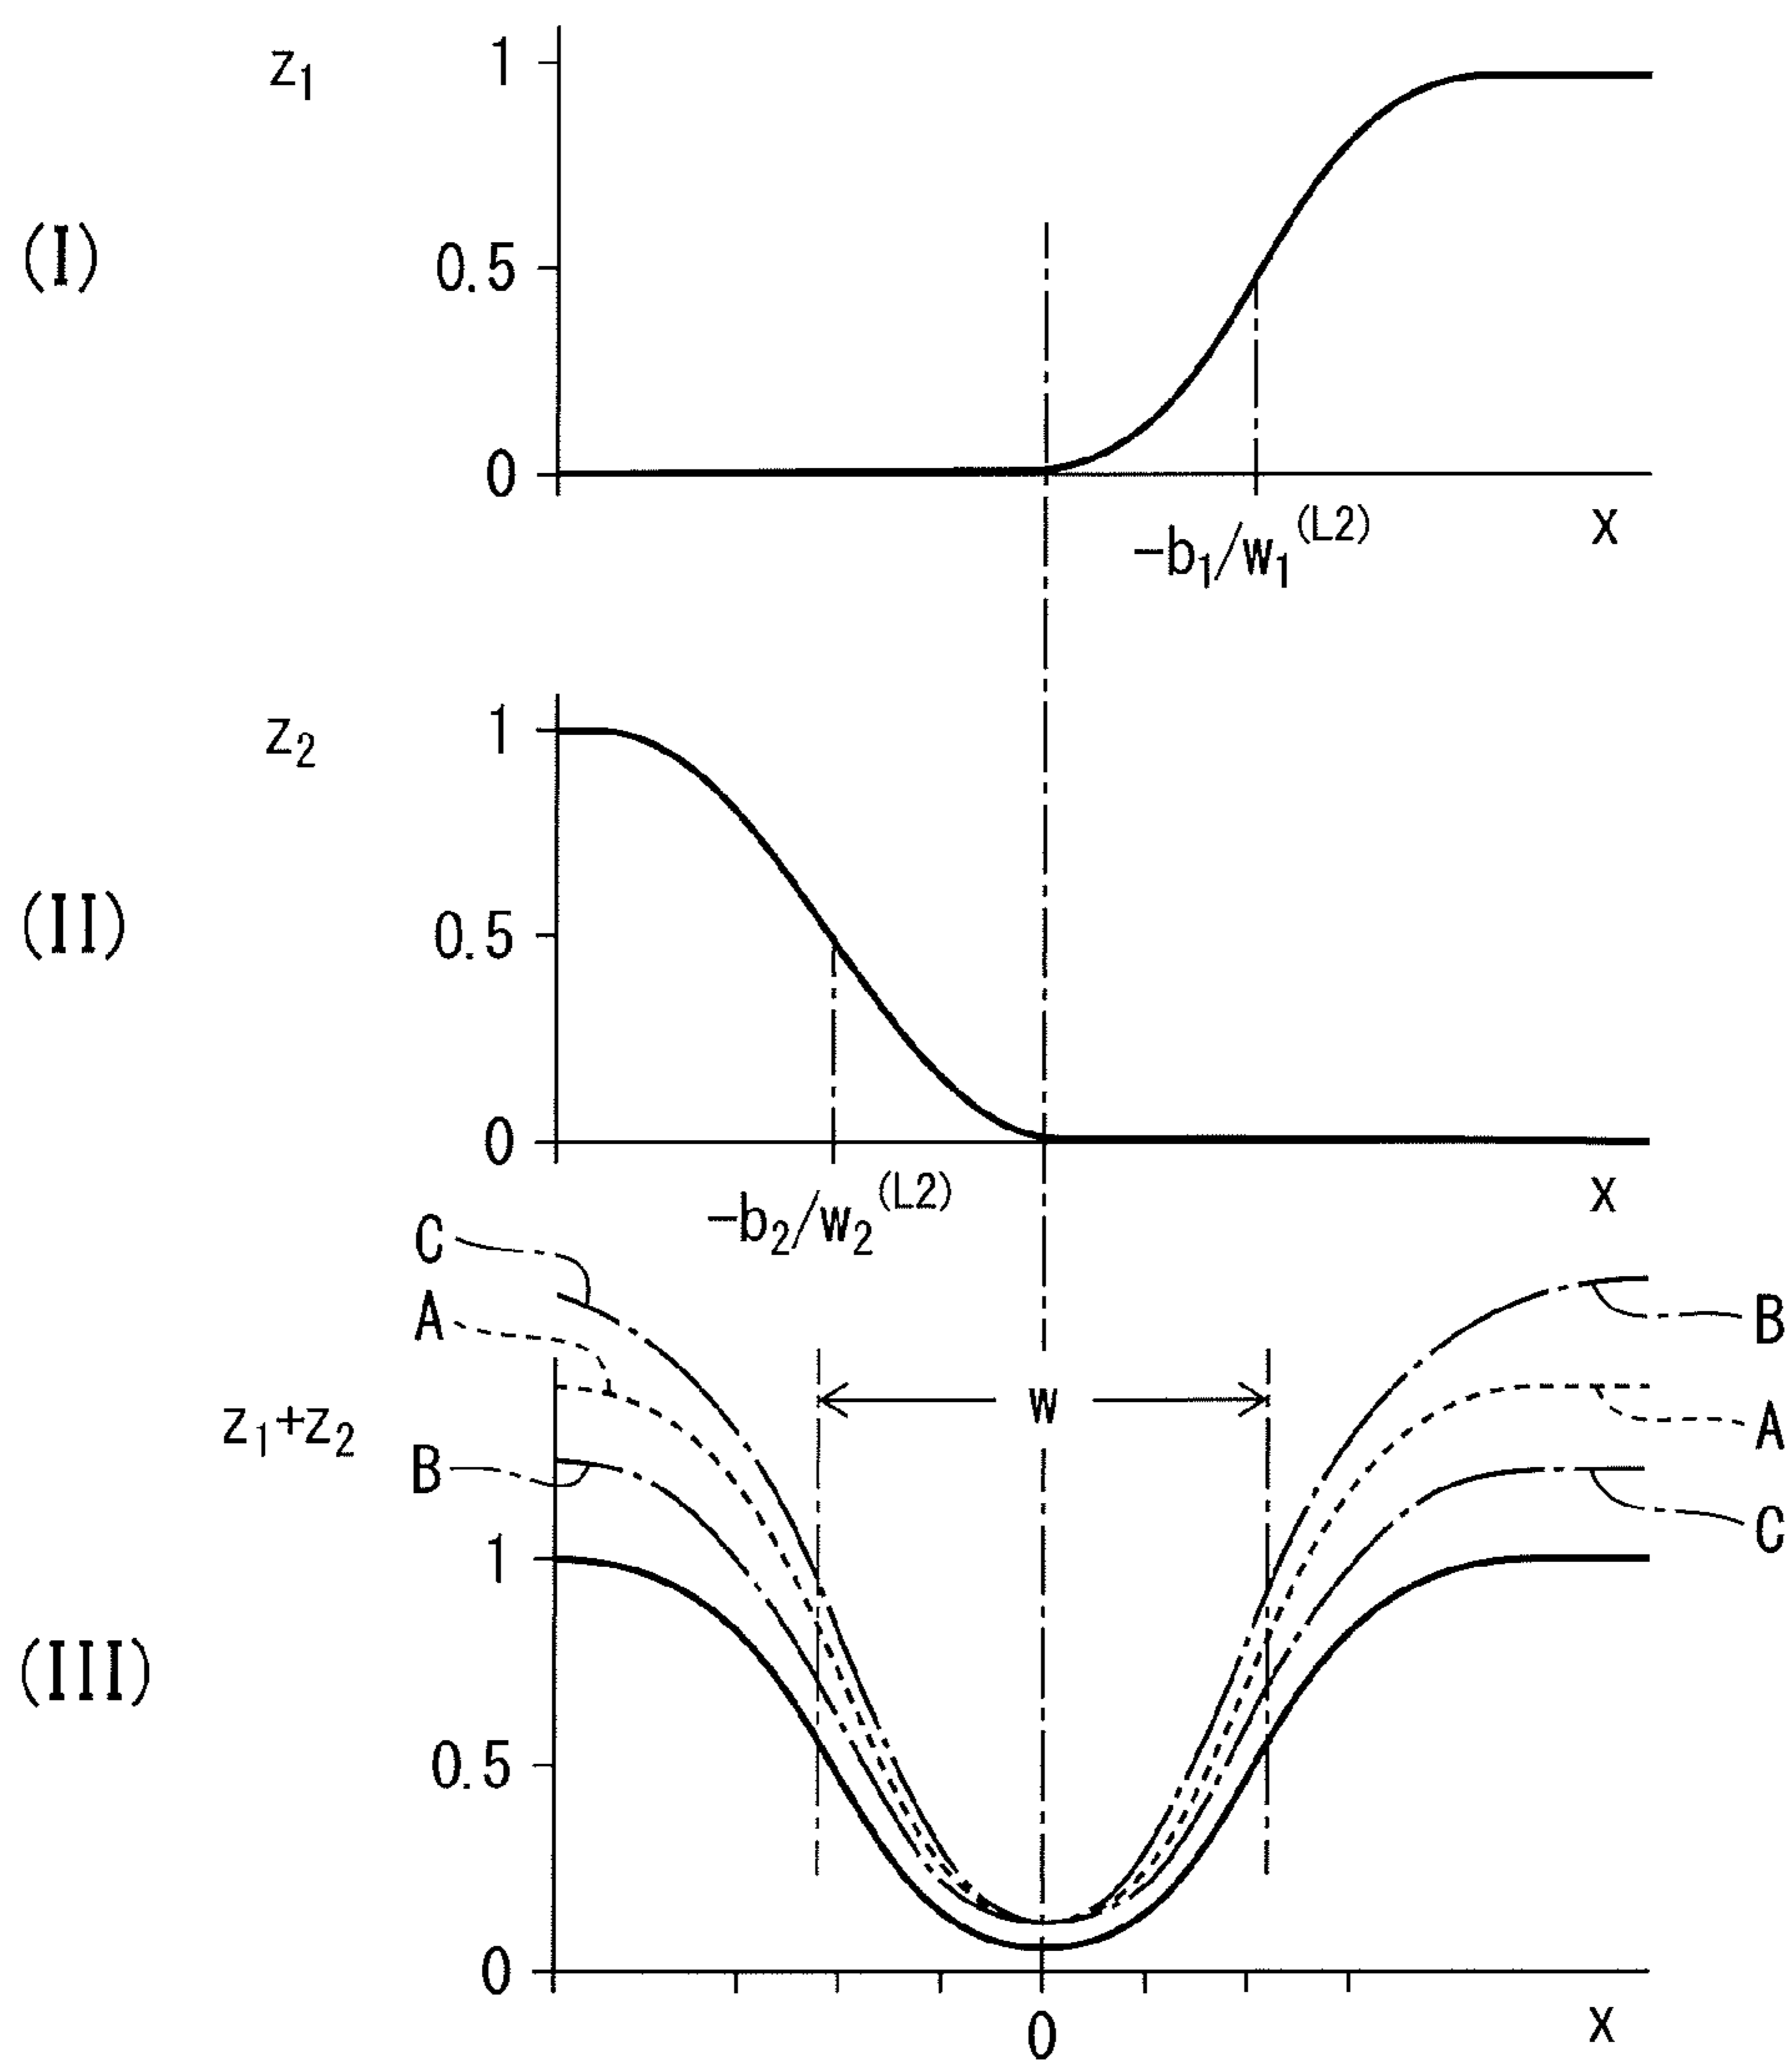 (I)
z1
1
0.5
0
-b1/w1(L2)
x
(II)
z2
1
0.5
0
-b2/w2(L2)
x
(III)
z1+z2
C
A
B
W
B
A
C
1
0.5
0
0
x